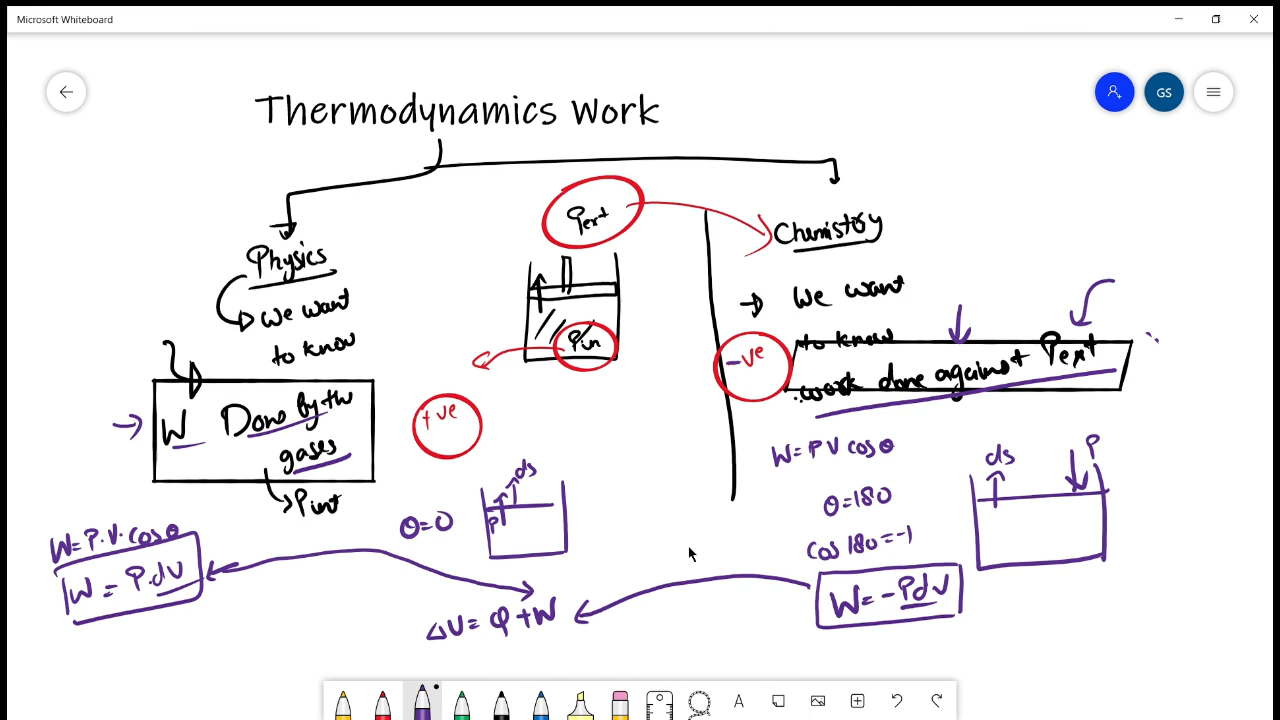 Microsoft Whiteboard
GS
Thermodynamics Work
Physics
We want
to know
W Done by the
gases
Pint
W=P.V.cosθ
W = P.dV
Pext
Pin
+ve
θ=0
ds
P
ΔU= Q+W
Chemistry
→ We want
to know
work done against Pext
-ve
W= PV cosθ
θ=180
cos 180=-1
W= -PdV
ds
P
A